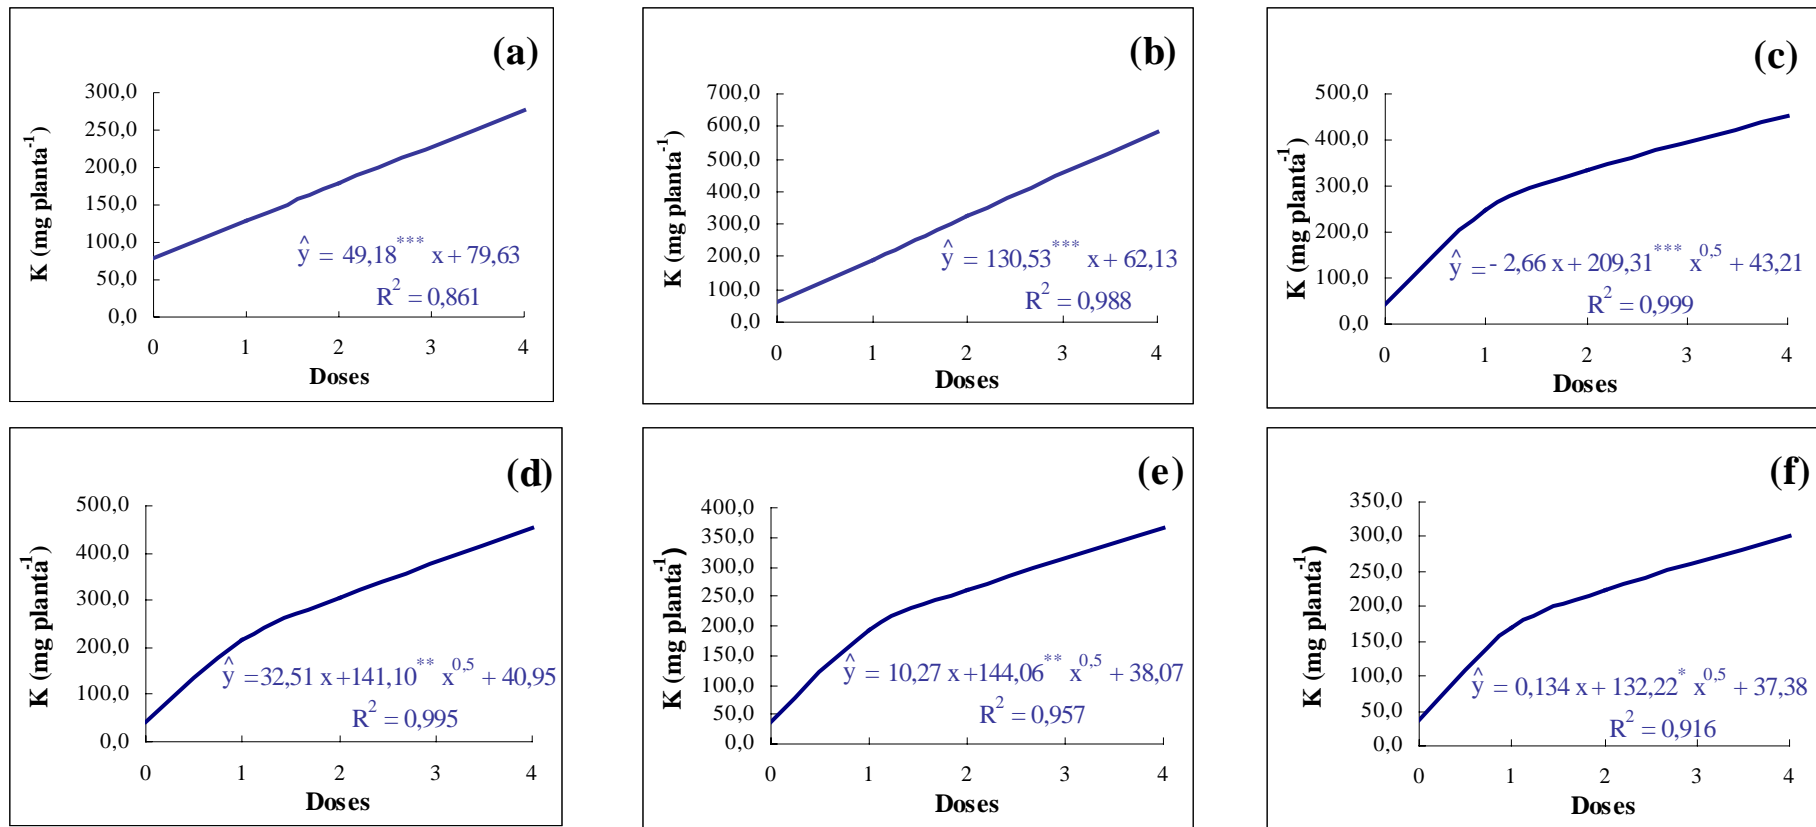 (a)
K (mg planta⁻¹)
300,0
250,0
200,0
150,0
100,0
50,0
0,0
ŷ = 49,18*** x + 79,63
R² = 0,861
0 1 2 3 4
Doses
(b)
K (mg planta⁻¹)
700,0
600,0
500,0
400,0
300,0
200,0
100,0
0,0
ŷ = 130,53*** x + 62,13
R² = 0,988
0 1 2 3 4
Doses
(c)
K (mg planta⁻¹)
500,0
400,0
300,0
200,0
100,0
0,0
ŷ = - 2,66 x + 209,31*** x^0,5 + 43,21
R² = 0,999
0 1 2 3 4
Doses
(d)
K (mg planta⁻¹)
500,0
400,0
300,0
200,0
100,0
0,0
ŷ =32,51 x+141,10** x^0,5 + 40,95
R² = 0,995
0 1 2 3 4
Doses
(e)
K (mg planta⁻¹)
400,0
350,0
300,0
250,0
200,0
150,0
100,0
50,0
0,0
ŷ = 10,27 x+144,06** x^0,5 + 38,07
R² = 0,957
0 1 2 3 4
Doses
(f)
K (mg planta⁻¹)
350,0
300,0
250,0
200,0
150,0
100,0
50,0
0,0
ŷ = 0,134 x + 132,22* x^0,5 + 37,38
R² = 0,916
0 1 2 3 4
Doses